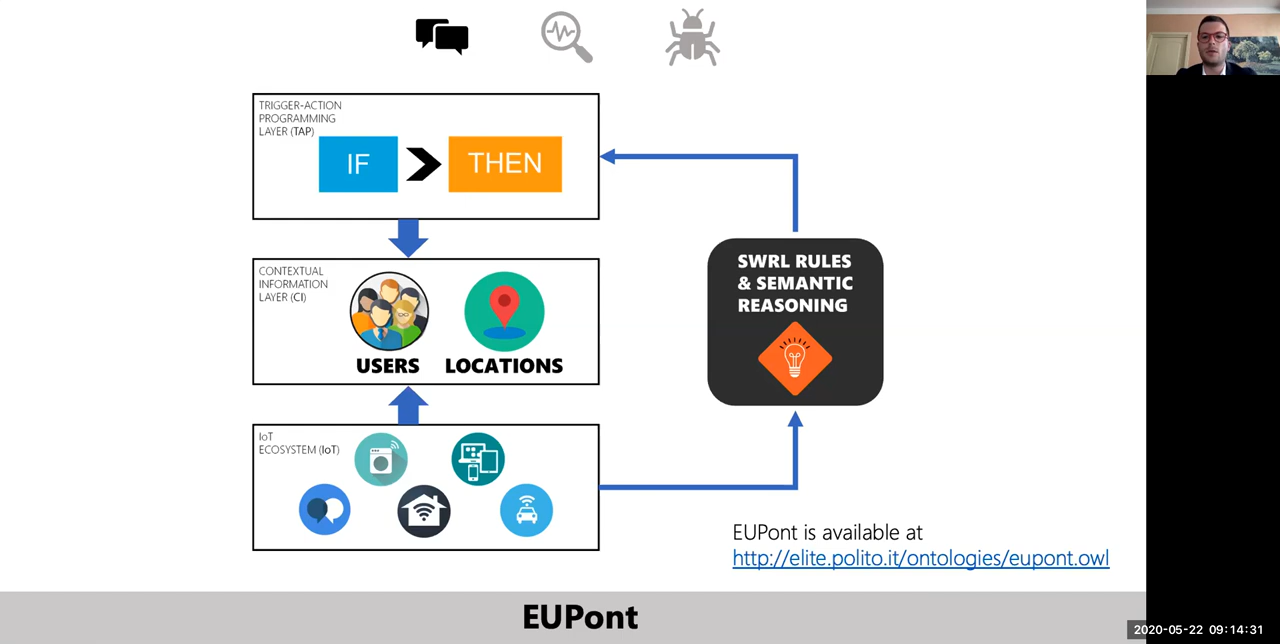 TRIGGER-ACTION
PROGRAMMING
LAYER (TAP)
IF
THEN
CONTEXTUAL
INFORMATION
LAYER (CI)
USERS
LOCATIONS
IoT
ECOSYSTEM (IoT)
SWRL RULES
& SEMANTIC
REASONING
EUPont is available at
http://elite.polito.it/ontologies/eupont.owl
EUPont
2020-05-22 09:14:31